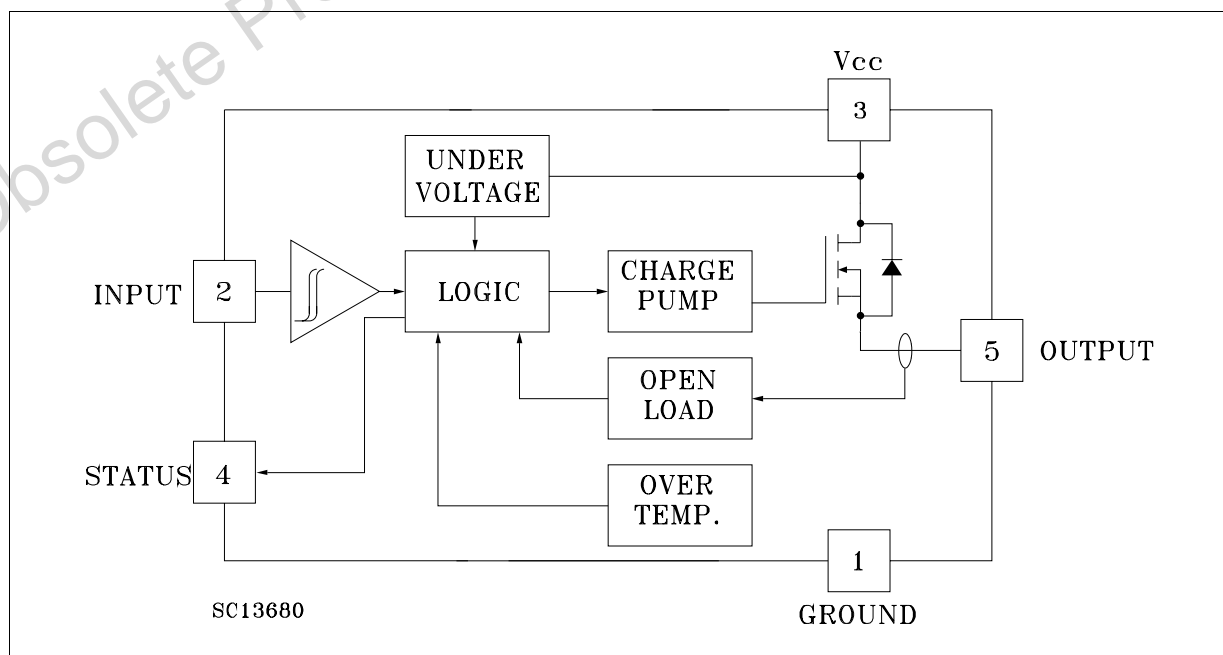 Obsolete Pr
Vcc
3
UNDER
VOLTAGE
INPUT
2
LOGIC
CHARGE
PUMP
5
OUTPUT
OPEN
LOAD
STATUS
4
OVER
TEMP.
1
GROUND
SC13680